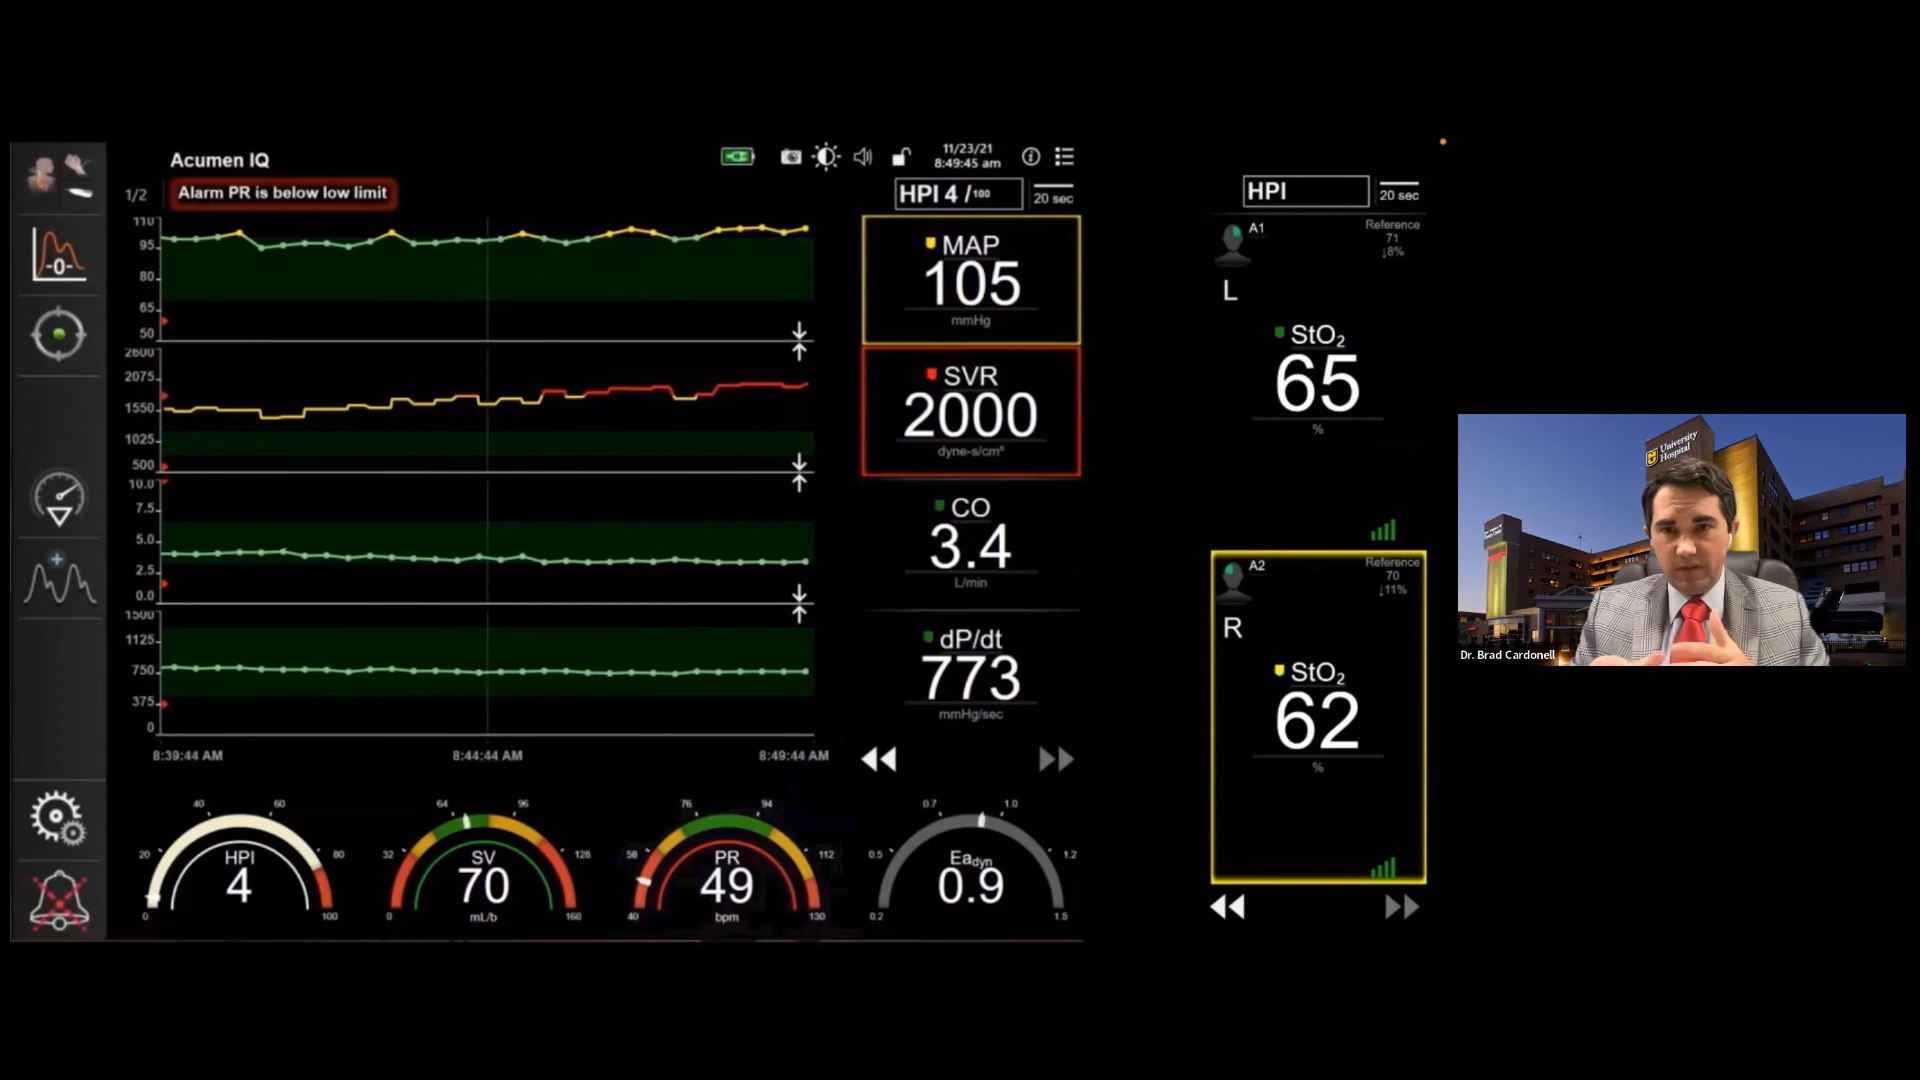 Acumen IQ
11/23/21
8:49:45 am
1/2
Alarm PR is below low limit
HPI 4 /100
20 sec
110
95
80
65
50
2600
2075
1550
1025
500
10.0
7.5
5.0
2.5
0.0
1500
1125
750
375
0
8:39:44 AM
8:44:44 AM
8:49:44 AM
-0-
MAP
105
mmHg
SVR
2000
dyne-s/cm⁵
CO
3.4
L/min
dP/dt
773
mmHg/sec
0 20 40 60 80 100
HPI
4
0 32 64 96 128 160
SV
70
mL/b
40 58 76 94 112 130
PR
49
bpm
0.2 0.5 0.7 1.0 1.2 1.5
Eadyn
0.9
HPI
20 sec
A1
Reference
71
↓8%
L
StO₂
65
%
A2
Reference
70
↓11%
R
StO₂
62
%
University
Hospital
Dr. Brad Cardonell